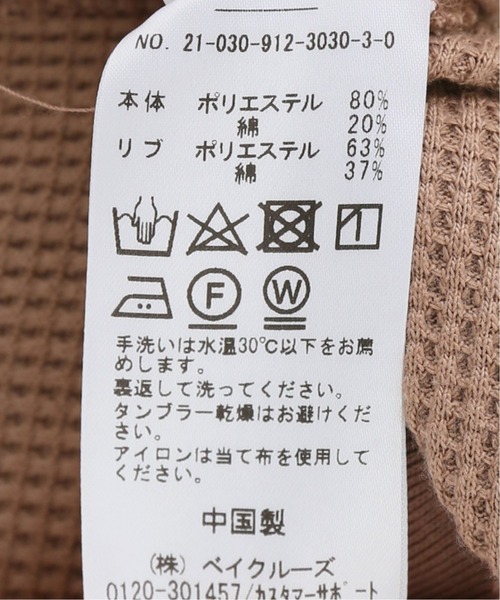 NO. 21-030-912-3030-3-0
本体 ポリエステル 80%
綿 20%
リブ ポリエステル 63%
綿 37%
F W
手洗いは水温30℃以下をお薦
めします。
裏返して洗ってください。
タンブラー乾燥はお避けくだ
さい。
アイロンは当て布を使用して
ください。
中国製
(株) ベイクルーズ
0120-301457/カスタマーサポート